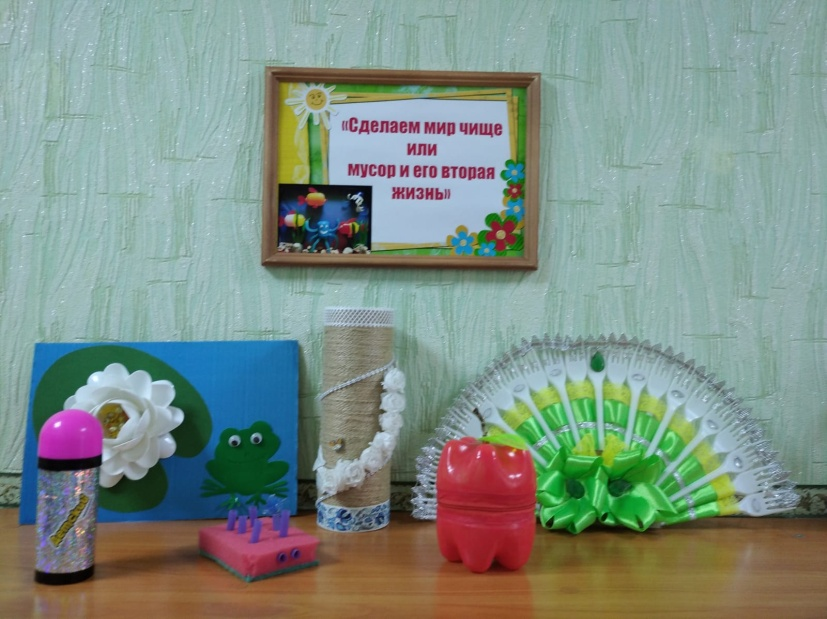 «Сделаем мир чище
или
мусор и его вторая
жизнь»